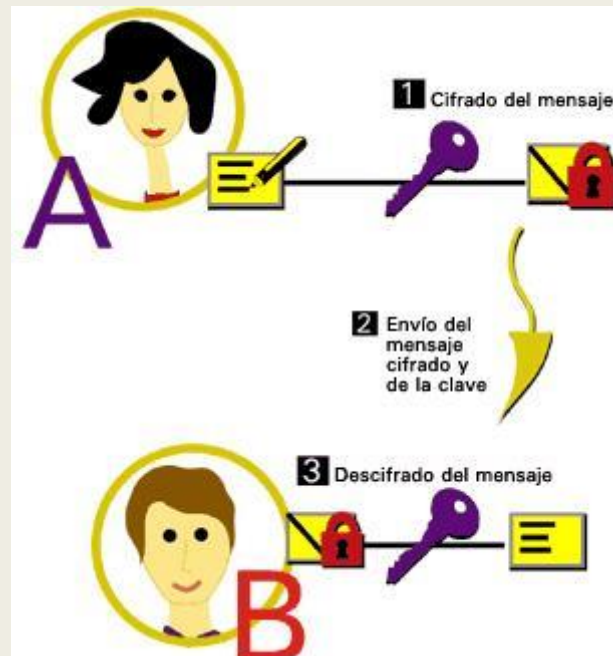 1 Cifrado del mensaje
A
2 Envío del
mensaje
cifrado y
de la clave
3 Descifrado del mensaje
B